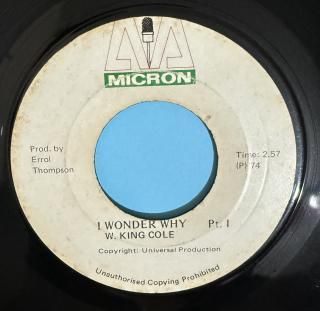 MICRON
Prod. by
Errol
Thompson
Time: 2.57
(P) 74
I WONDER WHY Pt. 1
W. KING COLE
Copyright: Universal Production
Unauthorised Copying Prohibited